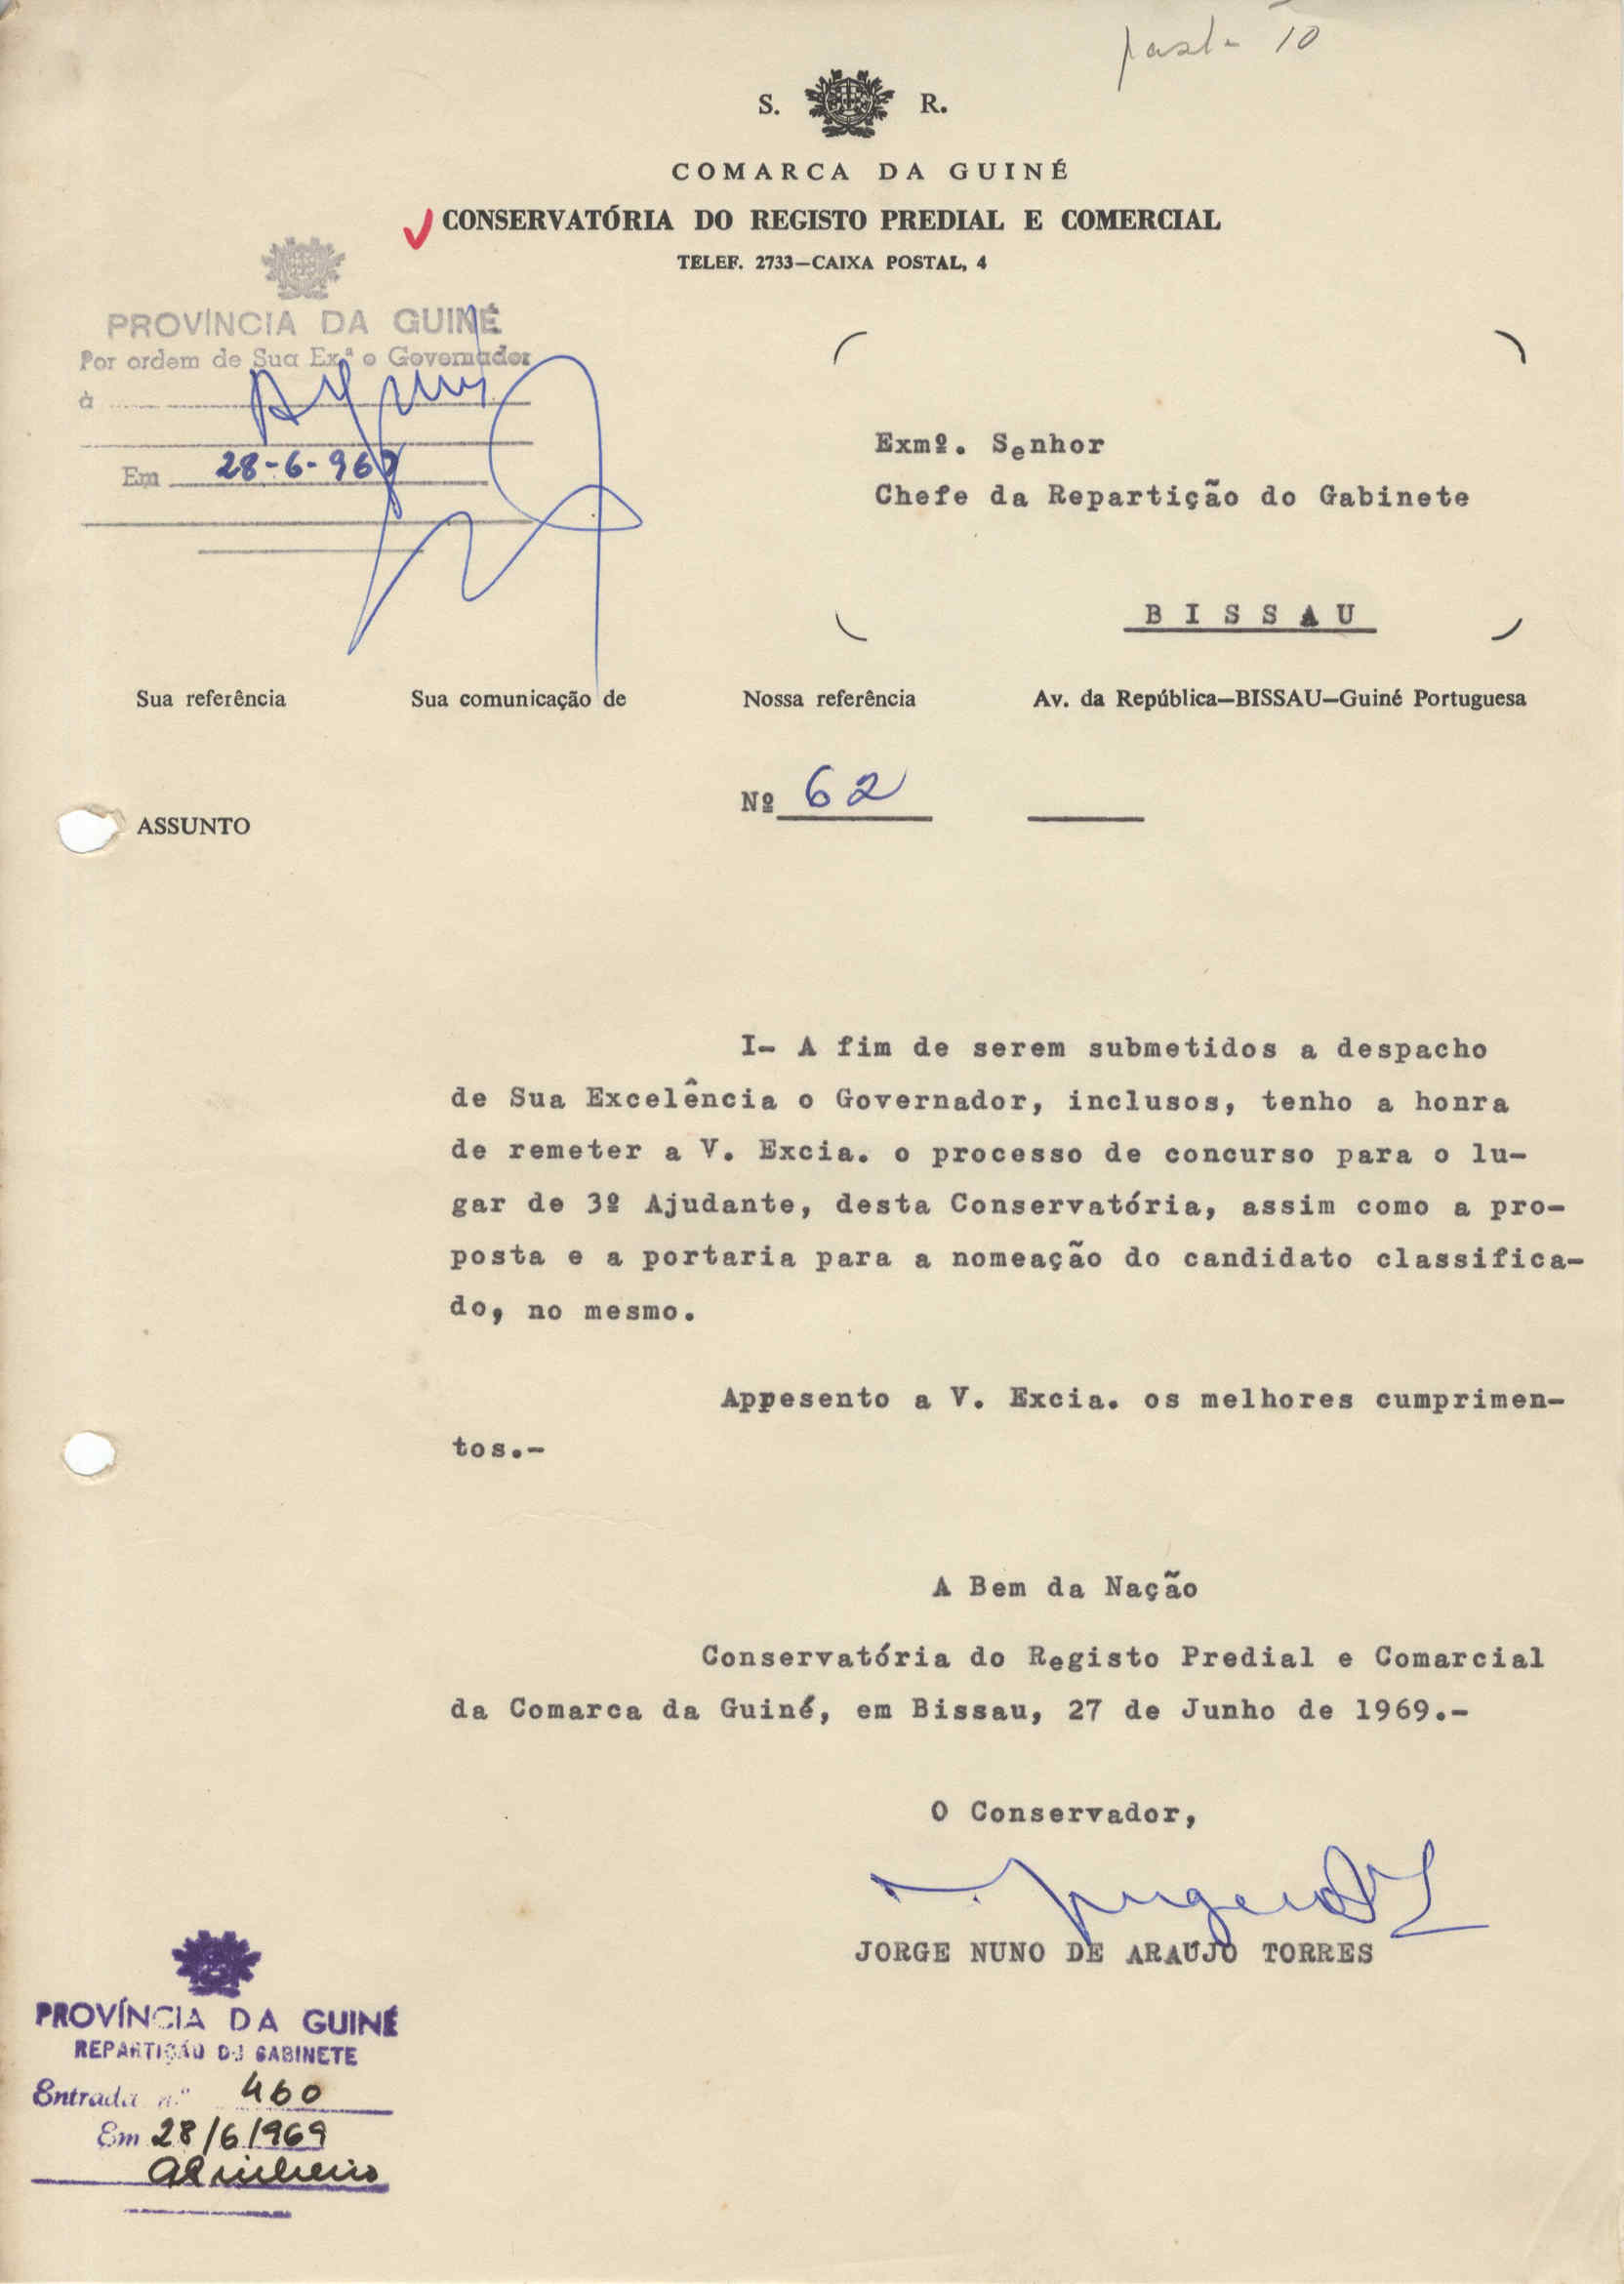 10
S. R.
COMARCA DA GUINÉ
CONSERVATÓRIA DO REGISTO PREDIAL E COMERCIAL
TELEF. 2733—CAIXA POSTAL, 4
PROVÍNCIA DA GUINÉ
Por ordem de Sua Ex.ª o Governador
à
Em 28-6-969
Exmº. Senhor
Chefe da Repartição do Gabinete
BISSAU
Sua referência Sua comunicação de Nossa referência Av. da República—BISSAU—Guiné Portuguesa
Nº 62
ASSUNTO
I- A fim de serem submetidos a despacho
de Sua Excelência o Governador, inclusos, tenho a honra
de remeter a V. Excia. o processo de concurso para o lu-
gar de 3º Ajudante, desta Conservatória, assim como a pro-
posta e a portaria para a nomeação do candidato classifica-
do, no mesmo.
Appesento a V. Excia. os melhores cumprimen-
tos.-
A Bem da Nação
Conservatória do Registo Predial e Comarcial
da Comarca da Guiné, em Bissau, 27 de Junho de 1969.-
O Conservador,
JORGE NUNO DE ARAÚJO TORRES
PROVÍNCIA DA GUINÉ
REPARTIÇÃO DO GABINETE
Entrada n.º 460
Em 28/6/1969